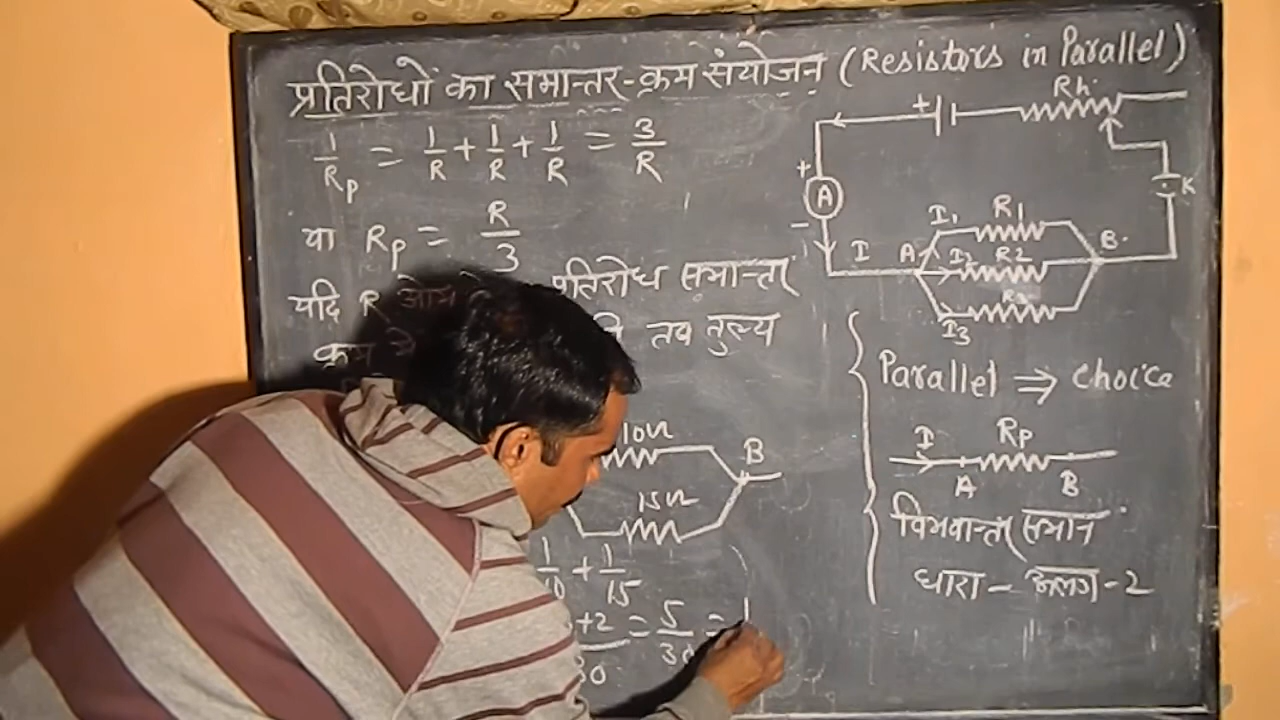 प्रतिरोधों का समान्तर-क्रम संयोजन (Resistors in Parallel)
1/Rp = 1/R + 1/R + 1/R = 3/R
या Rp = R/3
यदि R ओम प्रतिरोध समान्तर
क्रम में तब तुल्य
10Ω
B
15Ω
1/10 + 1/15
+2/30 = 5/30 = 1
+ Rh.
+ A - K
I A B.
I1 R1
I2 R2
I3 R3
Parallel ⇒ choice
I Rp
A B
विभवान्तर समान
धारा - अलग-2